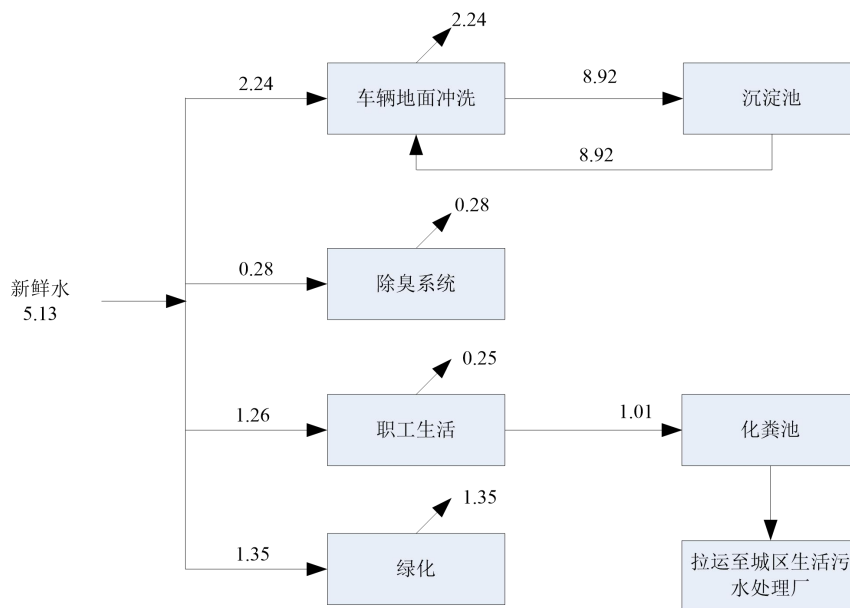 2.24
2.24
车辆地面冲洗
8.92
沉淀池
8.92
0.28
0.28
除臭系统
新鲜水
5.13
0.25
1.26
职工生活
1.01
化粪池
1.35
1.35
绿化
拉运至城区生活污
水处理厂